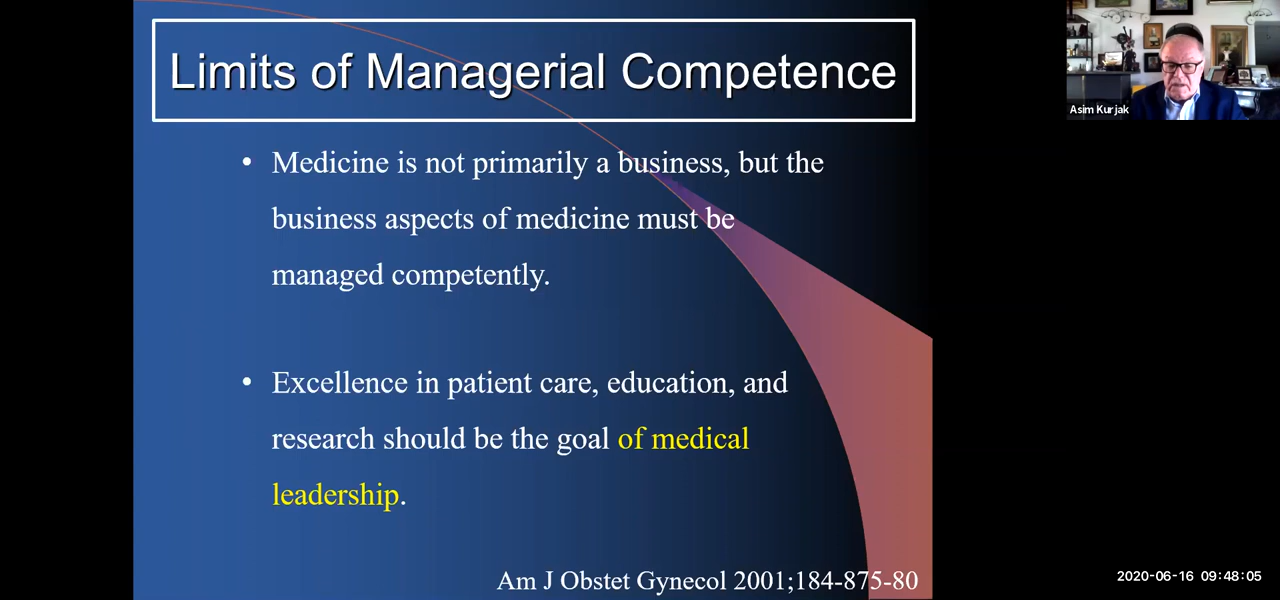 Limits of Managerial Competence
Asim Kurjak
• Medicine is not primarily a business, but the
business aspects of medicine must be
managed competently.
• Excellence in patient care, education, and
research should be the goal of medical
leadership.
Am J Obstet Gynecol 2001;184-875-80
2020-06-16 09:48:05